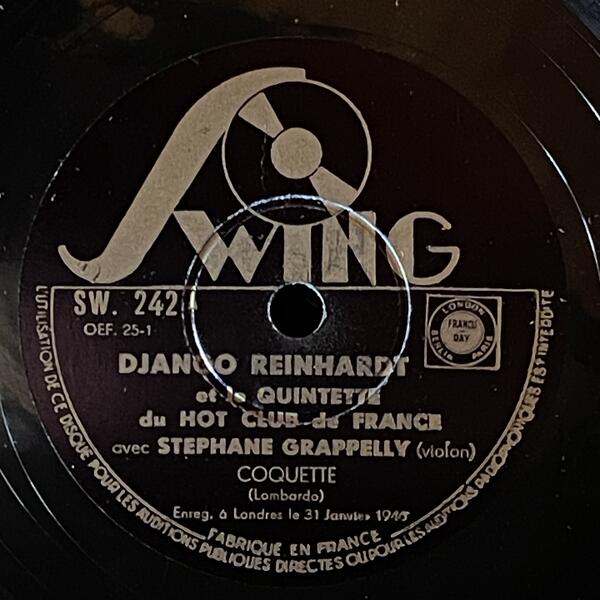 SWING
SW. 242
OEF. 25-1
LONDON
FRANCIS
DAY
BERLIN PARIS
DJANGO REINHARDT
et le QUINTETTE
du HOT CLUB de FRANCE
avec STEPHANE GRAPPELLY (violon)
COQUETTE
(Lombardo)
Enreg. à Londres le 31 Janvier 1946
FABRIQUÉ EN FRANCE
L'UTILISATION DE CE DISQUE POUR LES AUDITIONS PUBLIQUES DIRECTES OU POUR LES AUDITIONS RADIOPHONIQUES EST INTERDITE